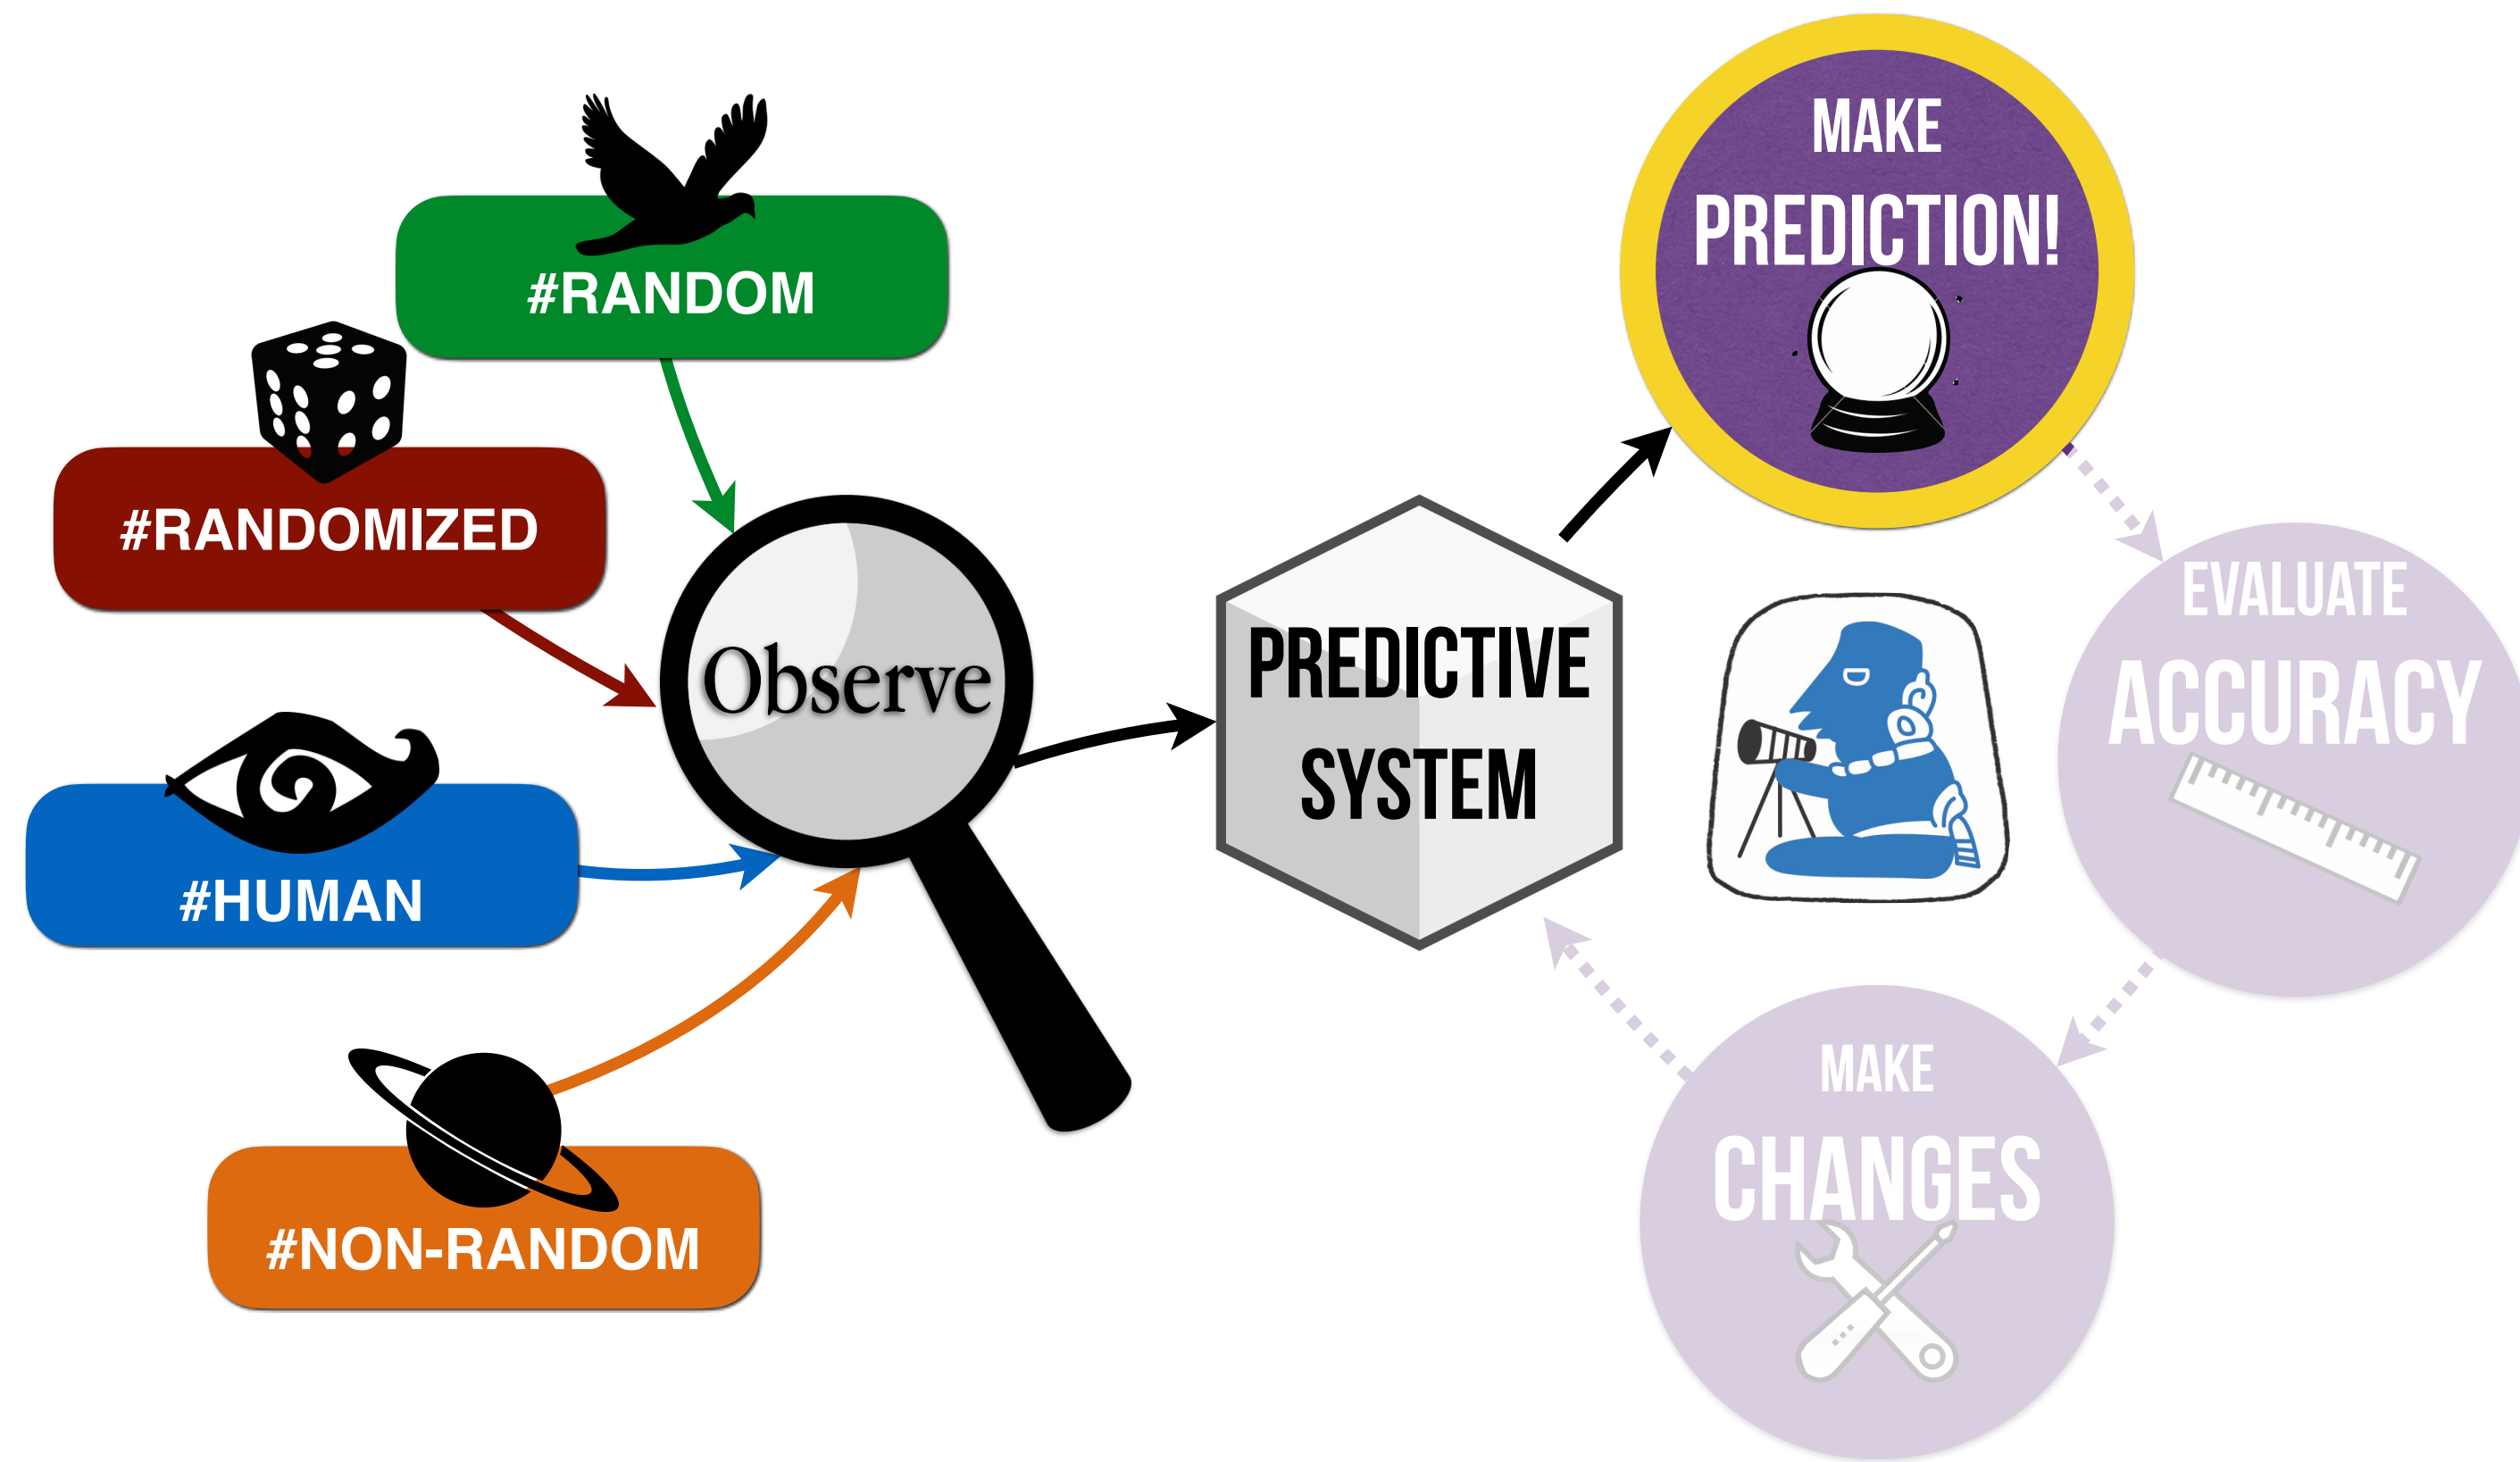 #RANDOM
#RANDOMIZED
#HUMAN
#NON-RANDOM
Observe
PREDICTIVE
SYSTEM
MAKE
PREDICTION!
EVALUATE
ACCURACY
MAKE
CHANGES